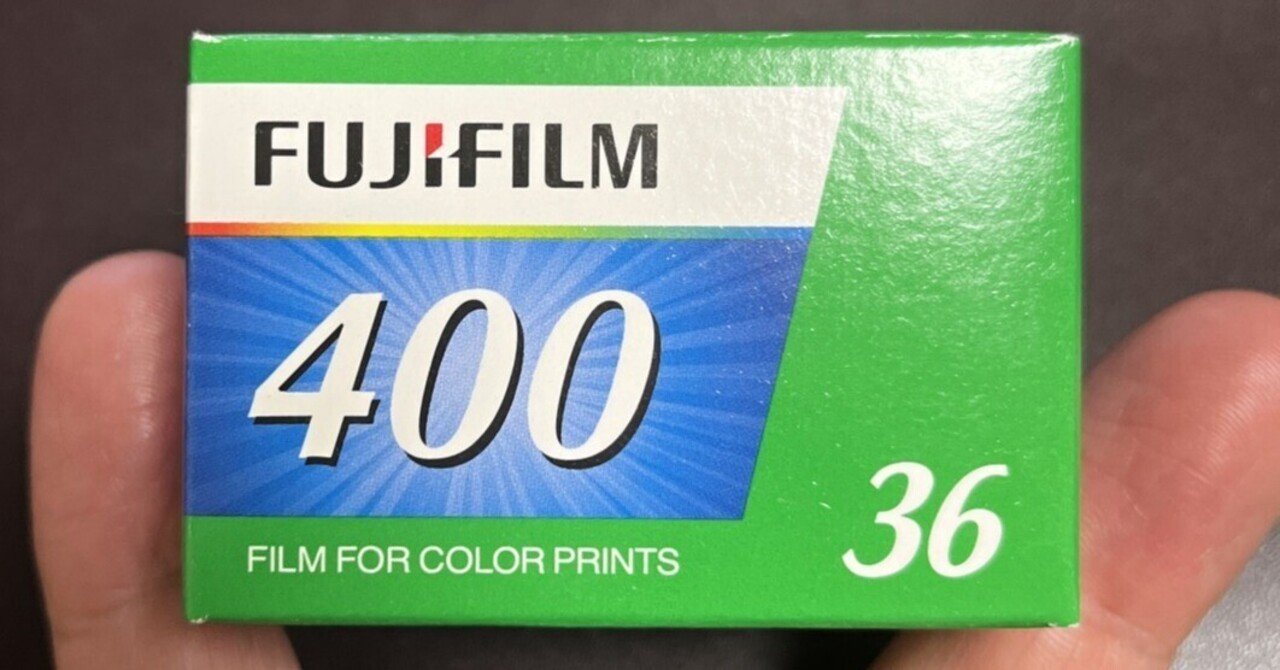 FUJIFILM
400
FILM FOR COLOR PRINTS
36